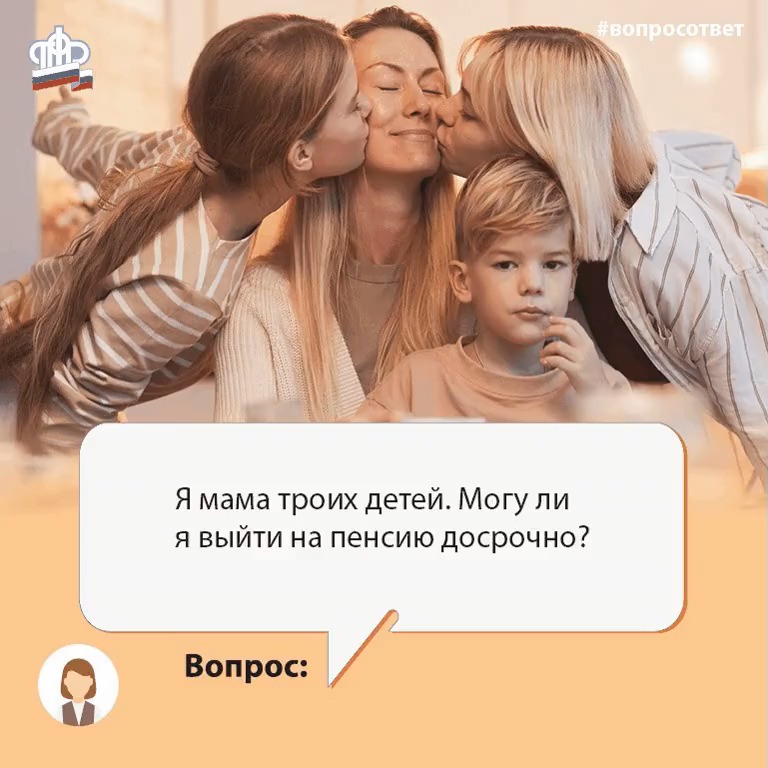 #вопросответ
Я мама троих детей. Могу ли
я выйти на пенсию досрочно?
Вопрос: